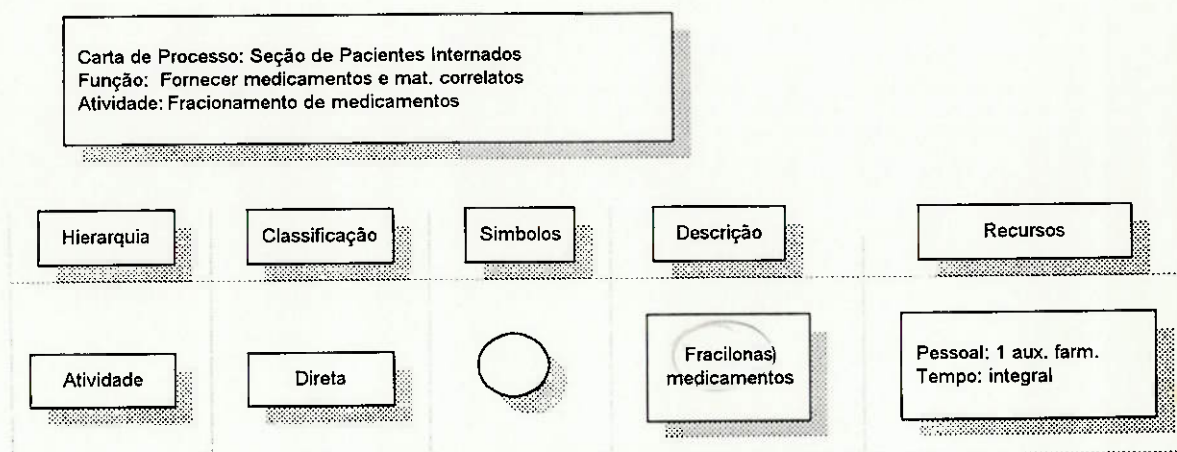 Carta de Processo: Seção de Pacientes Internados
Função: Fornecer medicamentos e mat. correlatos
Atividade: Fracionamento de medicamentos
Hierarquia
Classificação
Simbolos
Descrição
Recursos
Atividade
Direta
Fracilonas)
medicamentos
Pessoal: 1 aux. farm.
Tempo: integral